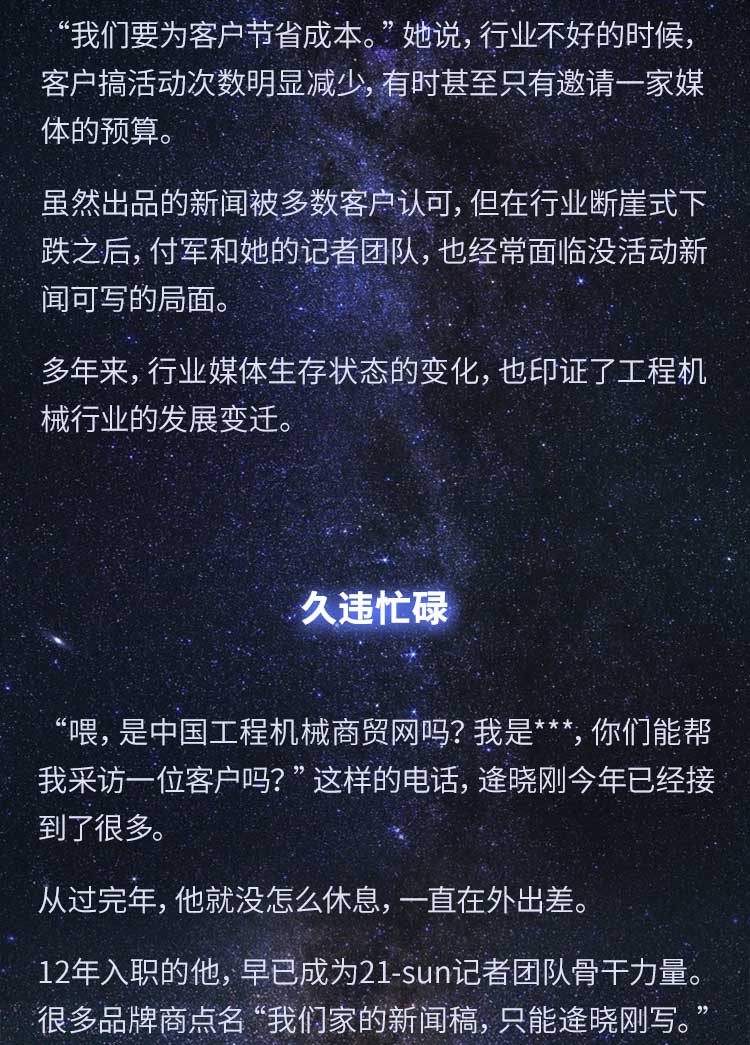 “我们要为客户节省成本。”她说，行业不好的时候，
客户搞活动次数明显减少，有时甚至只有邀请一家媒
体的预算。
虽然出品的新闻被多数客户认可，但在行业断崖式下
跌之后，付军和她的记者团队，也经常面临没活动新
闻可写的局面。
多年来，行业媒体生存状态的变化，也印证了工程机
械行业的发展变迁。
久违忙碌
“喂，是中国工程机械商贸网吗？我是***，你们能帮
我采访一位客户吗？”这样的电话，逄晓刚今年已经接
到了很多。
从过完年，他就没怎么休息，一直在外出差。
12年入职的他，早已成为21-sun记者团队骨干力量。
很多品牌商点名“我们家的新闻稿，只能逄晓刚写。”